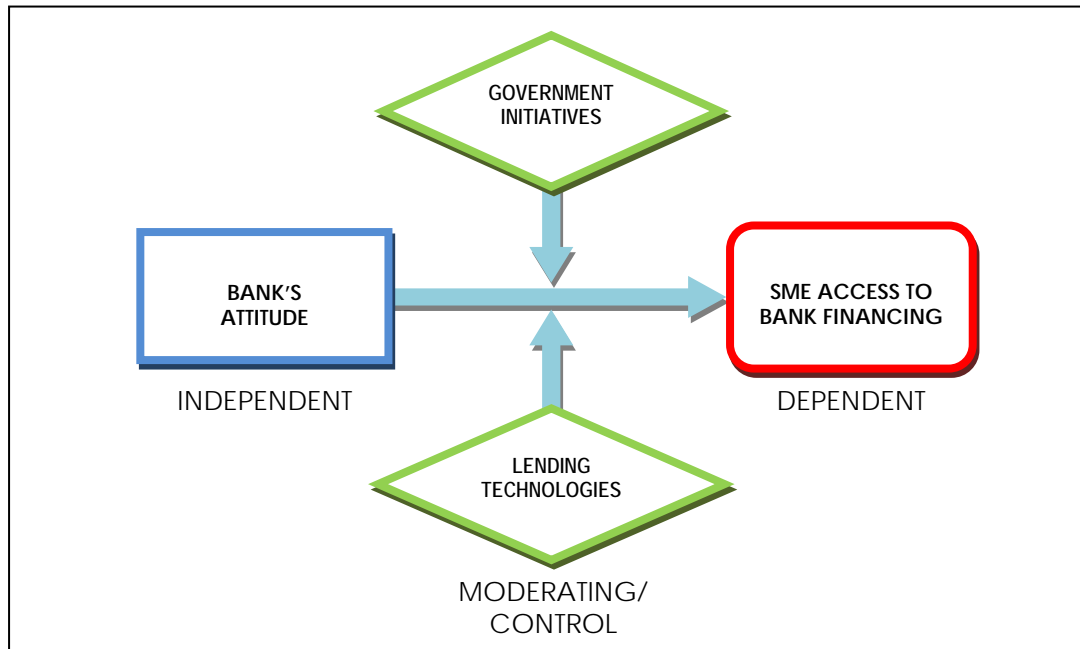 GOVERNMENT
INITIATIVES
BANK'S
ATTITUDE
SME ACCESS TO
BANK FINANCING
INDEPENDENT
DEPENDENT
LENDING
TECHNOLOGIES
MODERATING/
CONTROL